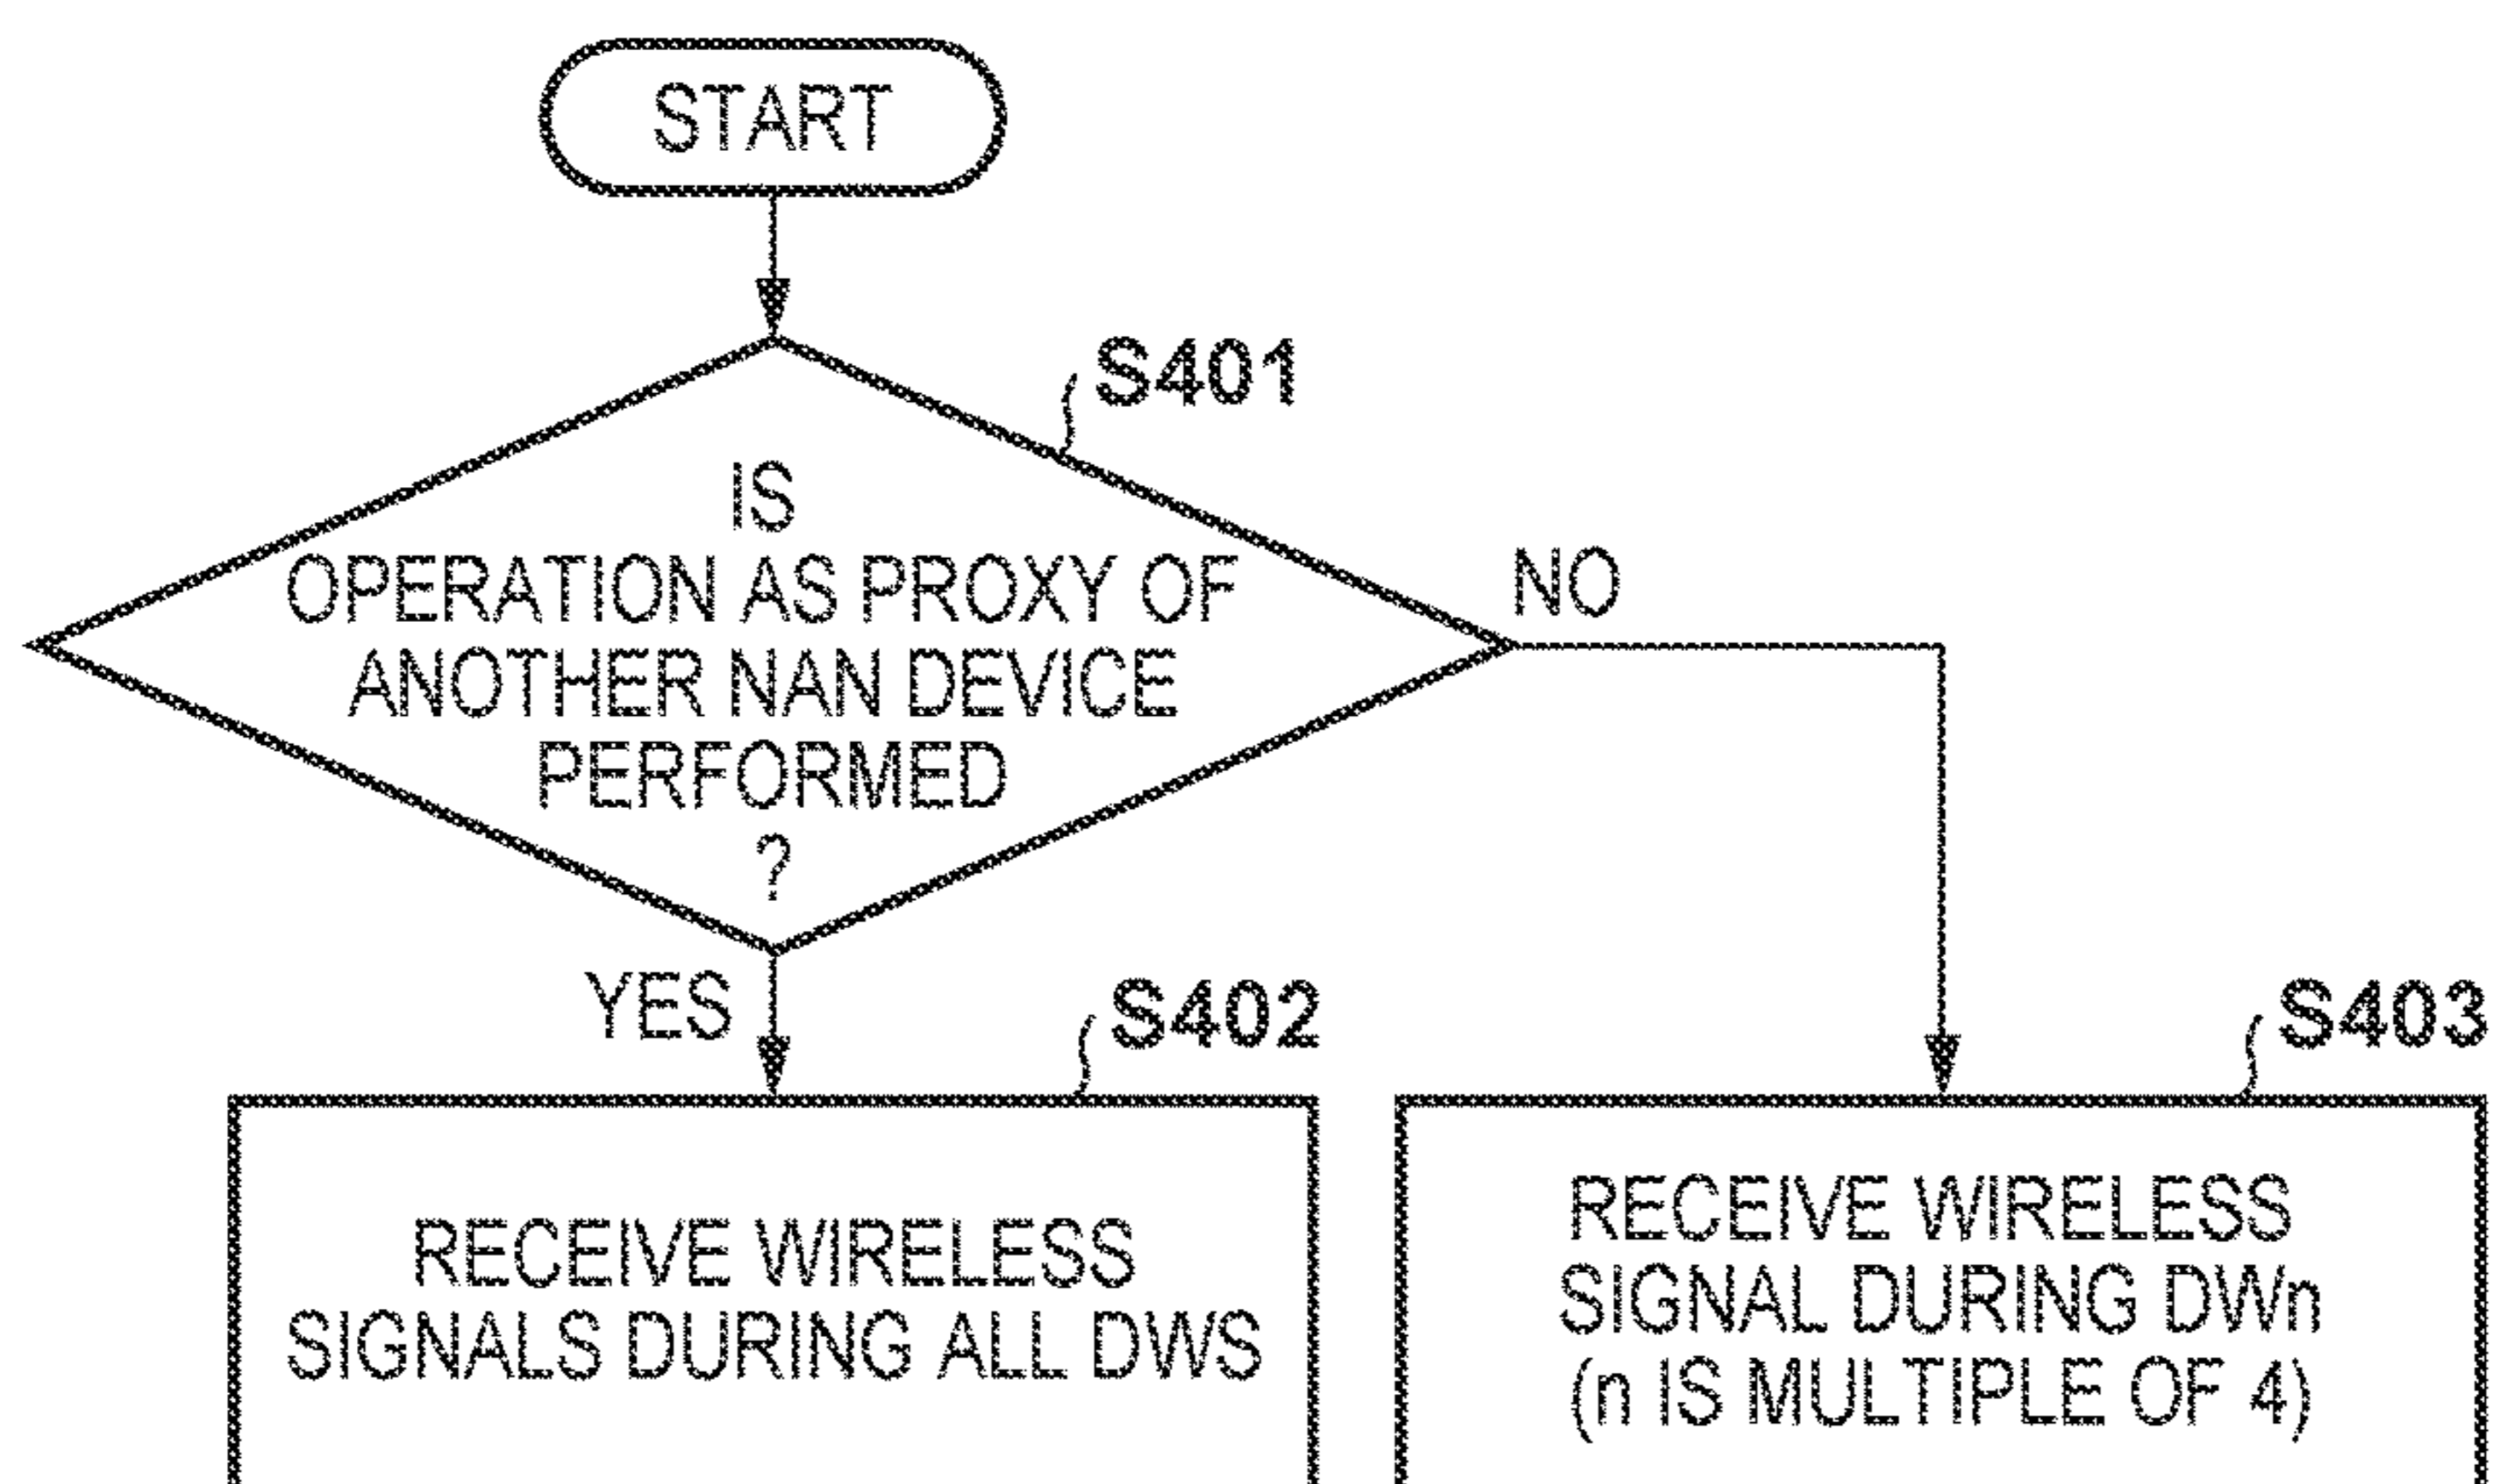 START
S401
IS
OPERATION AS PROXY OF
ANOTHER NAN DEVICE
PERFORMED
?
NO
YES
S402
S403
RECEIVE WIRELESS
SIGNALS DURING ALL DWS
RECEIVE WIRELESS
SIGNAL DURING DWn
(n IS MULTIPLE OF 4)